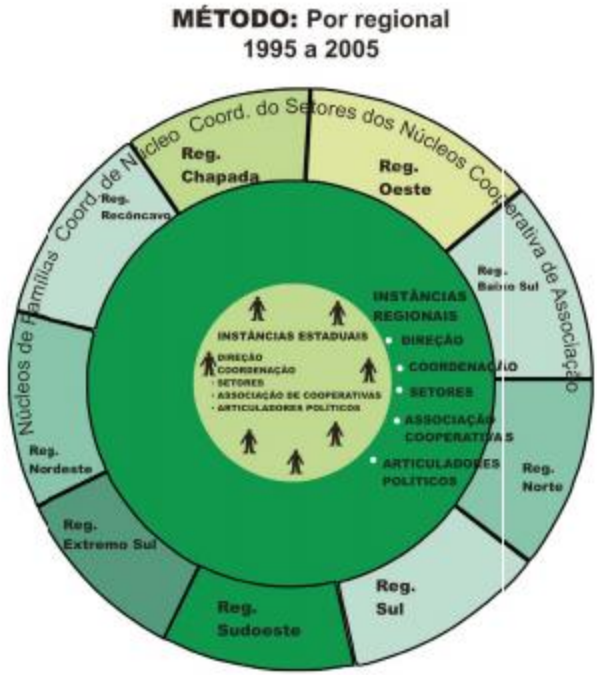 MÉTODO: Por regional
1995 a 2005
Núcleos de Famílias Coord. de Núcleo Coord. do Setores dos Núcleos Cooperativa de Associação
Reg.
Chapada
Reg.
Oeste
Reg.
Recôncavo
Reg.
Baixo Sul
INSTÂNCIAS
REGIONAIS
DIREÇÃO
COORDENAÇÃO
SETORES
ASSOCIAÇÃO
COOPERATIVAS
ARTICULADORES
POLÍTICOS
INSTÂNCIAS ESTADUAIS
DIREÇÃO
COORDENAÇÃO
· SETORES
· ASSOCIAÇÃO DE COOPERATIVAS
· ARTICULADORES POLÍTICOS
Reg.
Nordeste
Reg.
Norte
Reg.
Extremo Sul
Reg.
Sul
Reg.
Sudoeste